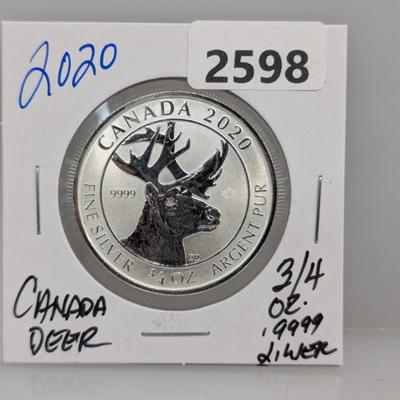 2020
2598
CANADA 2020
9999
FINE SILVER 3/4 OZ ARGENT PUR
CANADA
DEER
3/4
OZ.
.9999
SILVER